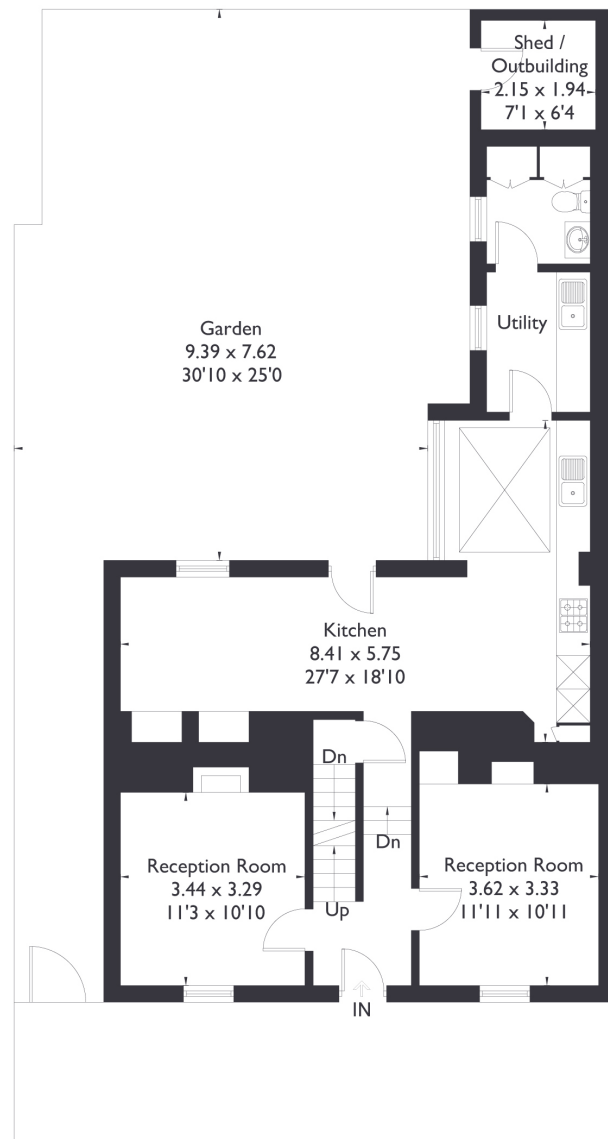 Shed /
Outbuilding
2.15 x 1.94
7'1 x 6'4
Utility
Garden
9.39 x 7.62
30'10 x 25'0
Kitchen
8.41 x 5.75
27'7 x 18'10
Dn
Dn
Reception Room
3.44 x 3.29
11'3 x 10'10
Up
Reception Room
3.62 x 3.33
11'11 x 10'11
IN